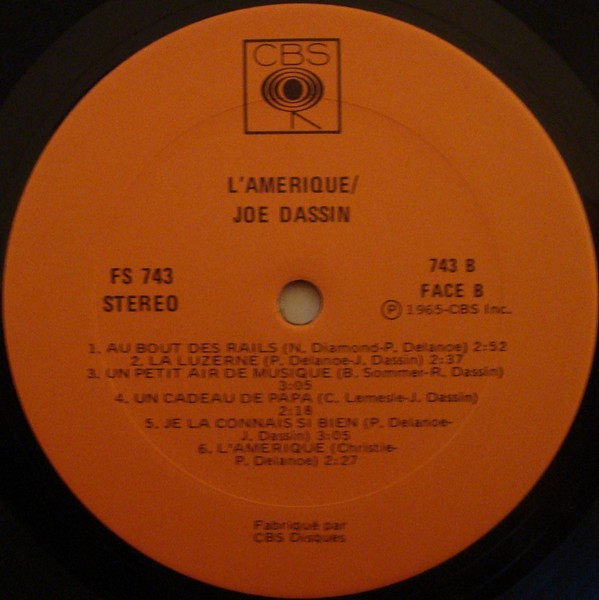 CBS
L'AMERIQUE/
JOE DASSIN
FS 743
STEREO
743 B
FACE B
Ⓟ 1965-CBS Inc.
1. AU BOUT DES RAILS (N. Diamond-P. Delanoe) 2:52
2. LA LUZERNE (P. Delanoe-J. Dassin) 2:37
3. UN PETIT AIR DE MUSIQUE (B. Sommer-R. Dassin)
3:05
4. UN CADEAU DE PAPA (C. Lemesle-J. Dassin)
2:18
5. JE LA CONNAIS SI BIEN (P. Delanoe-
J. Dassin) 3:05
6. L'AMERIQUE (Christie-
P. Delanoe) 2:27
Fabriqué par
CBS Disques